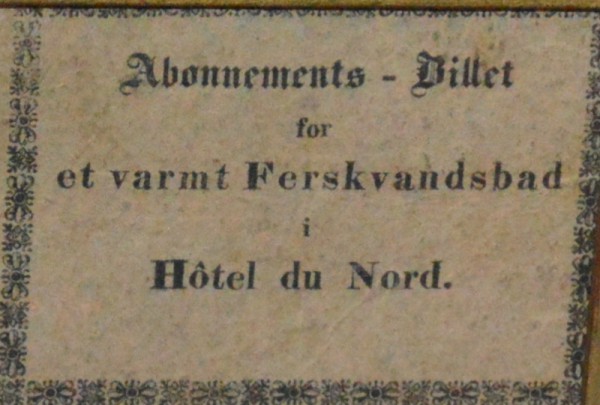 Abonnements - Billet
for
et varmt Ferskvandsbad
i
Hôtel du Nord.